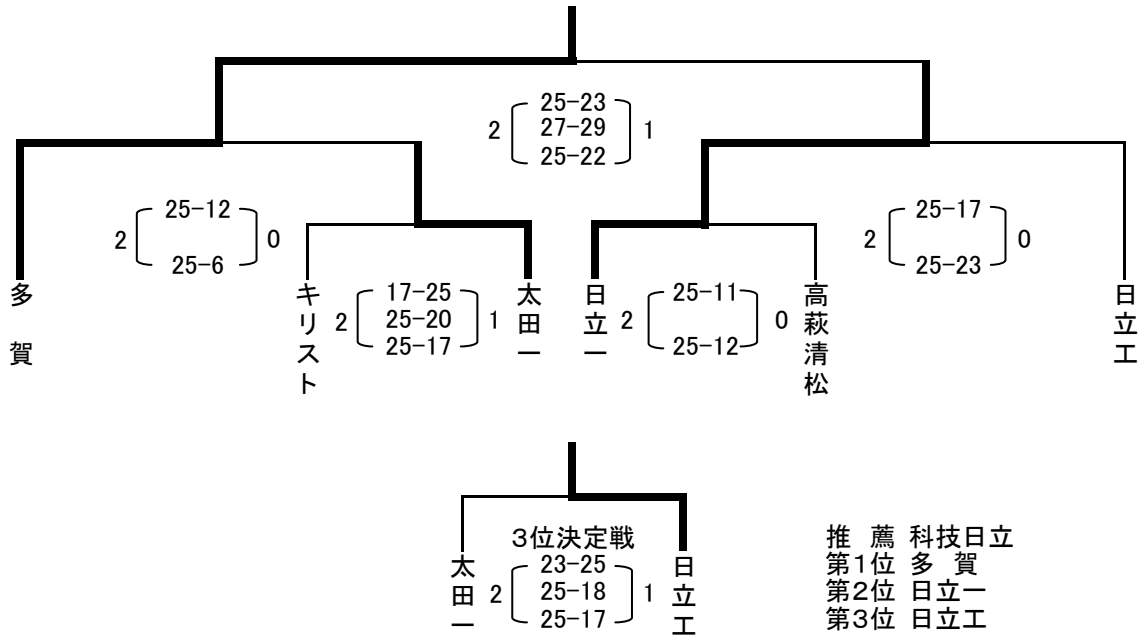 25-23
2 27-29 1
25-22
25-12
2 0
25-6
25-17
2 0
25-23
多賀
キリスト
17-25
2 25-20 1
25-17
太田一
日立一
25-11
2 0
25-12
高萩清松
日立工
3位決定戦
太田一
23-25
2 25-18 1
25-17
日立工
推 薦 科技日立
第1位 多 賀
第2位 日立一
第3位 日立工